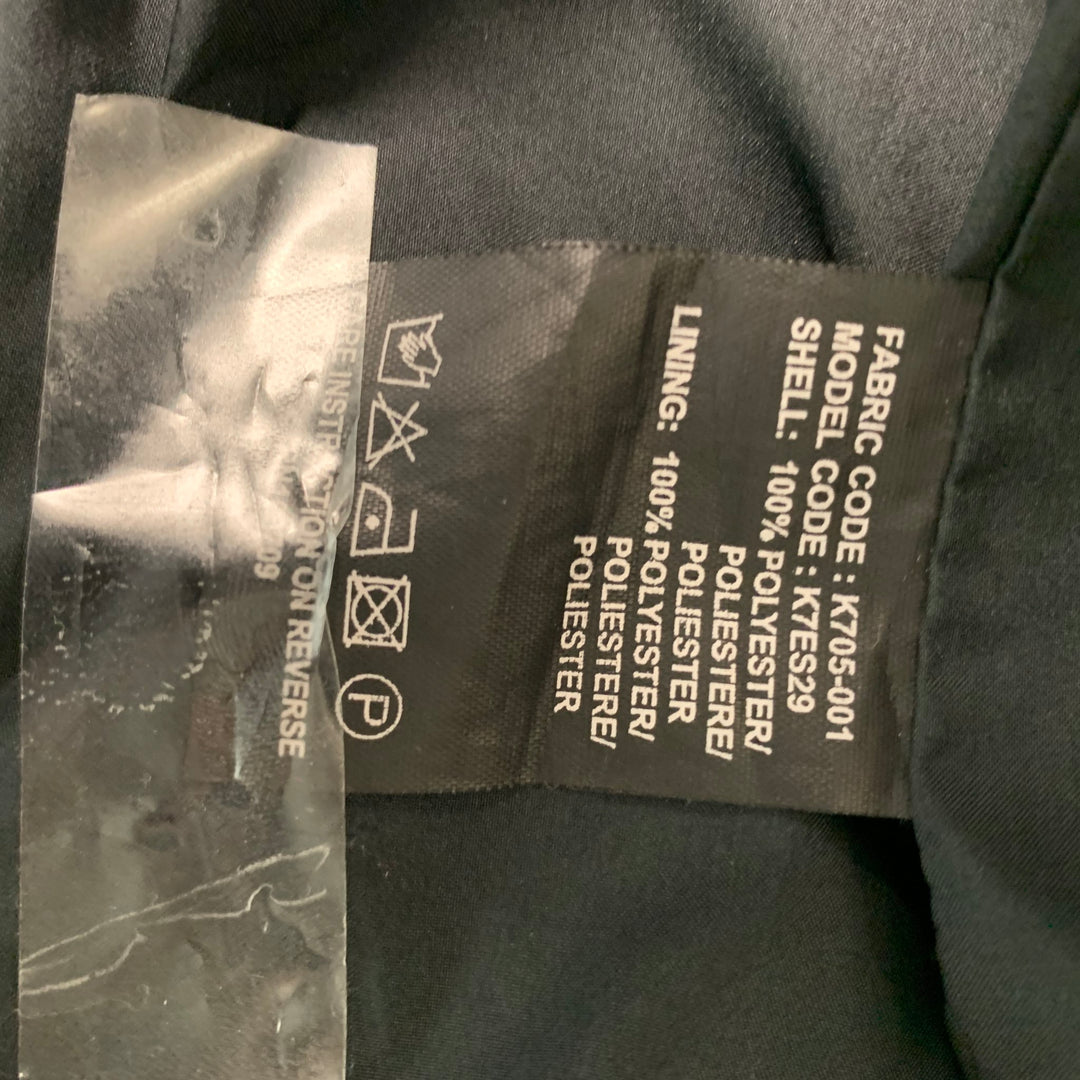 FABRIC CODE : K705-001
MODEL CODE : K7ES29
SHELL: 100% POLYESTER/
POLIESTERE/
POLIESTER
LINING: 100% POLYESTER/
POLIESTERE/
POLIESTER
P
CARE INSTRUCTION ON REVERSE